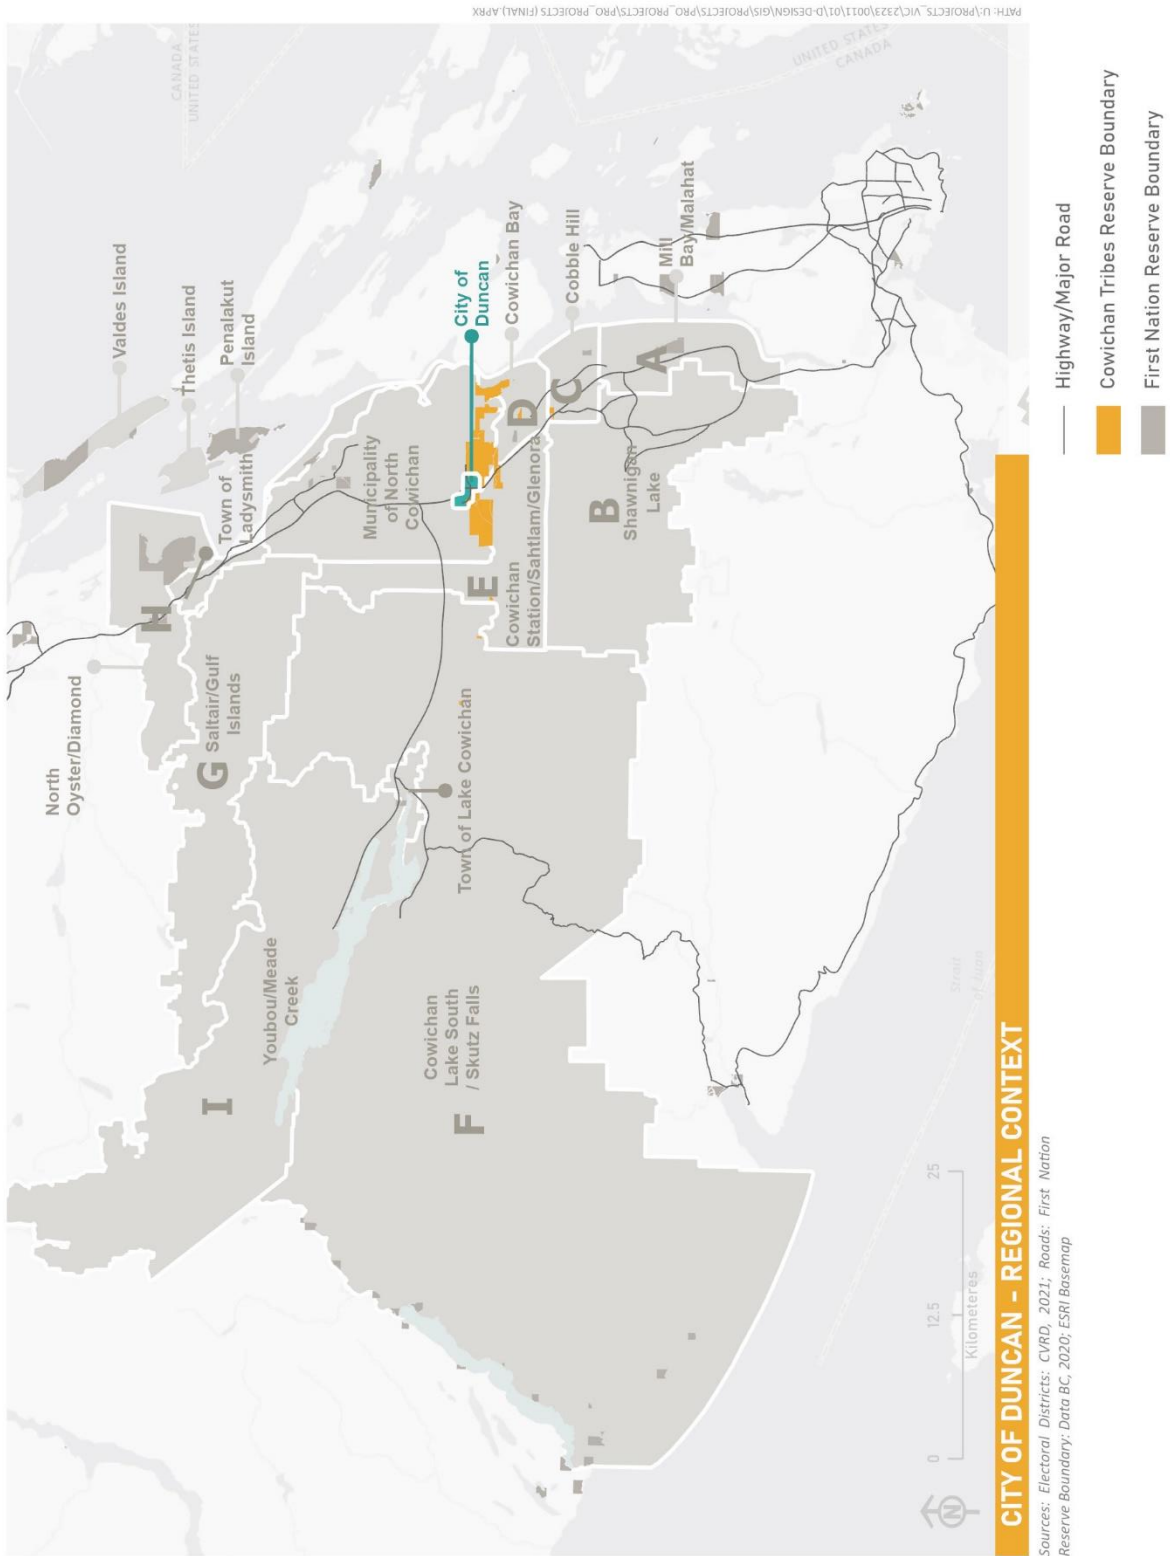 PATH: U:\PROJECTS_VIC\2323\0011\01\D-DESIGN\GIS\PROJECTS\PRO_PROJECTS\PRO_PROJECTS (FINAL).APRX
CANADA
UNITED STATES
UNITED STATES
CANADA
Valdes Island
Thetis Island
Penalakut
Island
Town of
Ladysmith
North
Oyster/Diamond
H
G
Saltair/Gulf
Islands
Municipality
of North
Cowichan
City of
Duncan
Cowichan Bay
Cobble Hill
Mill
Bay/Malahat
D
C
A
E
Cowichan
Station/Sahtlam/Glenora
B
Shawnigan
Lake
Town of Lake Cowichan
Youbou/Meade
Creek
I
Cowichan
Lake South
/ Skutz Falls
F
Strait
of Juan
N
0
12.5
25
Kilometeres
CITY OF DUNCAN - REGIONAL CONTEXT
Sources: Electoral Districts: CVRD, 2021; Roads: First Nation
Reserve Boundary: Data BC, 2020; ESRI Basemap
Highway/Major Road
Cowichan Tribes Reserve Boundary
First Nation Reserve Boundary